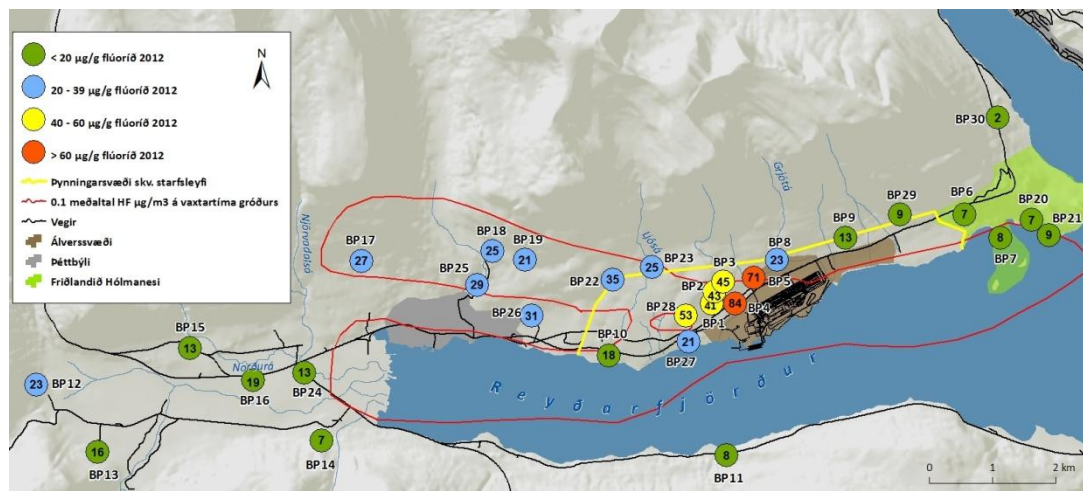 < 20 µg/g flúoríð 2012
20 - 39 µg/g flúoríð 2012
40 - 60 µg/g flúoríð 2012
> 60 µg/g flúoríð 2012
Þynningarsvæði skv. starfsleyfi
0.1 meðaltal HF µg/m3 á vaxtartíma gróðurs
Vegir
Álverssvæði
Þéttbýli
Friðlandið Hólmanesi
N
BP30 2
BP29 9
BP6 7
BP20 7
BP21 9
BP7 8
BP9 13
Grjótá
BP8 23
Ljósá
BP23 25
BP3 45
BP5 71
BP2 43
41 BP1
BP4 84
BP28 53
BP27 21
BP22 35
BP10 18
BP19 21
BP18 25
BP25 29
BP26 31
BP17 27
Njörvadalsá
BP15 13
Norðurá
BP16 19
BP24 13
BP12 23
BP13 16
BP14 7
BP11 8
Reyðarfjörður
0 1 2 km